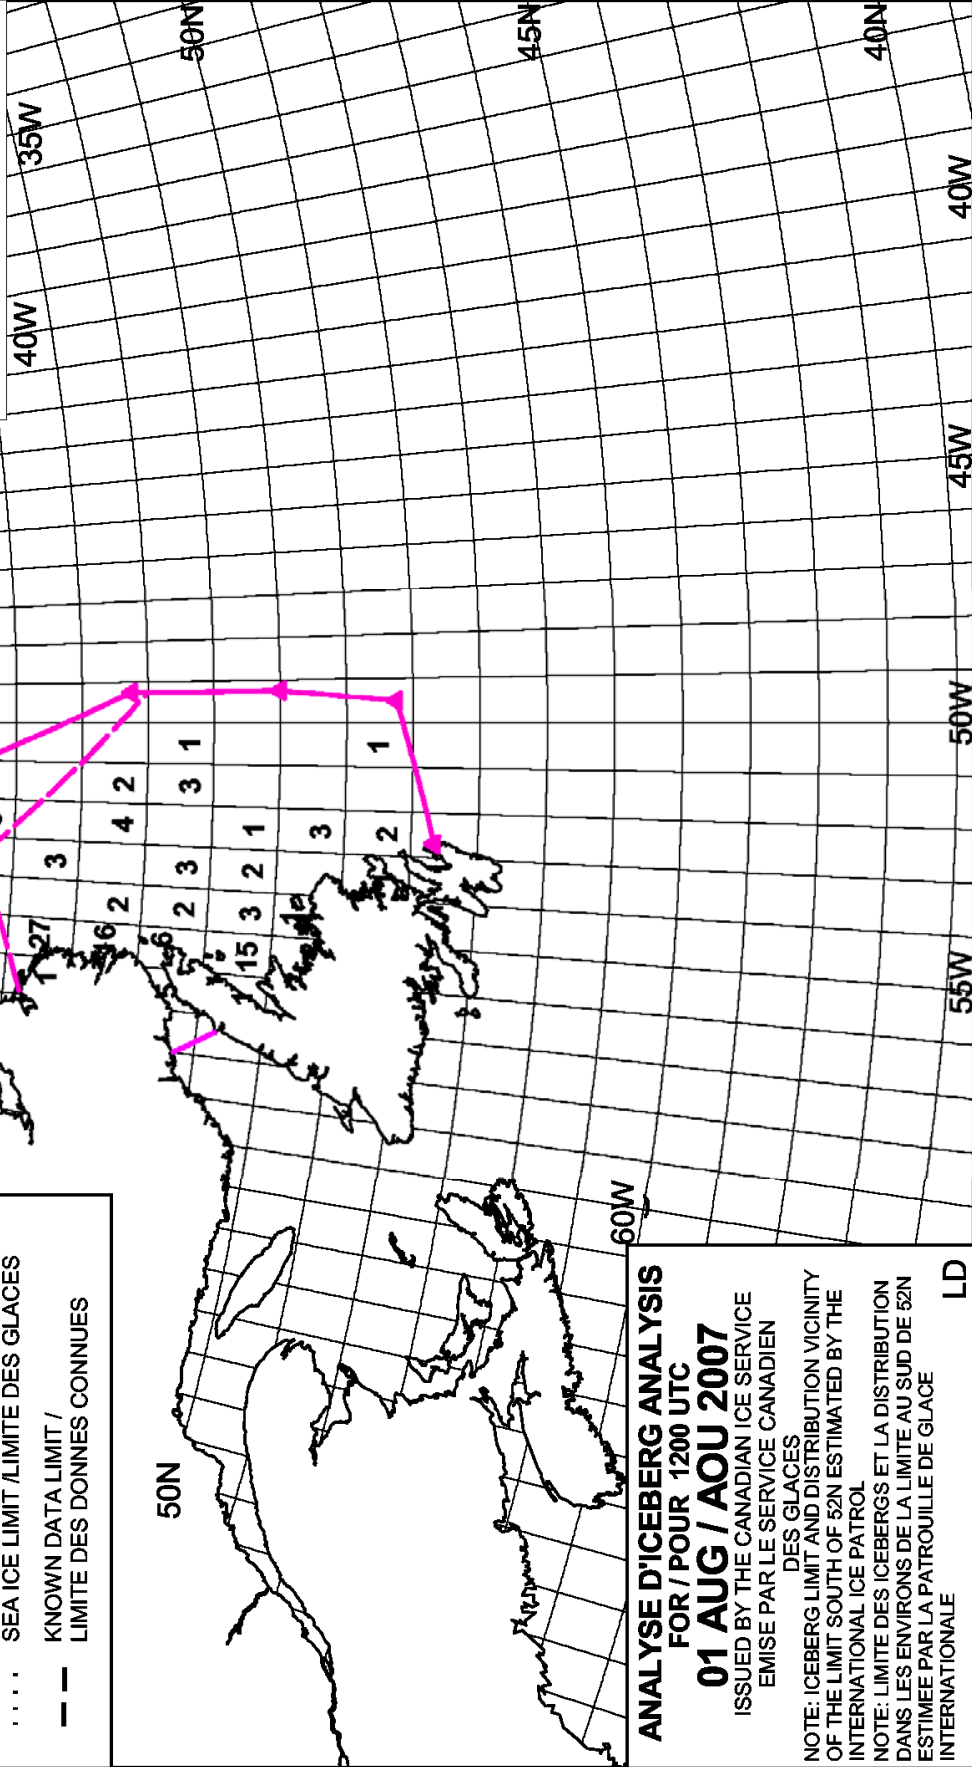 .... SEA ICE LIMIT /LIMITE DES GLACES
KNOWN DATA LIMIT /
LIMITE DES DONNES CONNUES
35W
40W
50N
45N
40N
40W
45W
50W
55W
60W
50N
1
27
3
16
2
4
2
6
2
3
3
1
5
15
3
2
1
3
2
1
ANALYSE D'ICEBERG ANALYSIS
FOR / POUR 1200 UTC
01 AUG / AOU 2007
ISSUED BY THE CANADIAN ICE SERVICE
EMISE PAR LE SERVICE CANADIEN
DES GLACES
NOTE: ICEBERG LIMIT AND DISTRIBUTION VICINITY
OF THE LIMIT SOUTH OF 52N ESTIMATED BY THE
INTERNATIONAL ICE PATROL
NOTE: LIMITE DES ICEBERGS ET LA DISTRIBUTION
DANS LES ENVIRONS DE LA LIMITE AU SUD DE 52N
ESTIMEE PAR LA PATROUILLE DE GLACE
INTERNATIONALE
LD